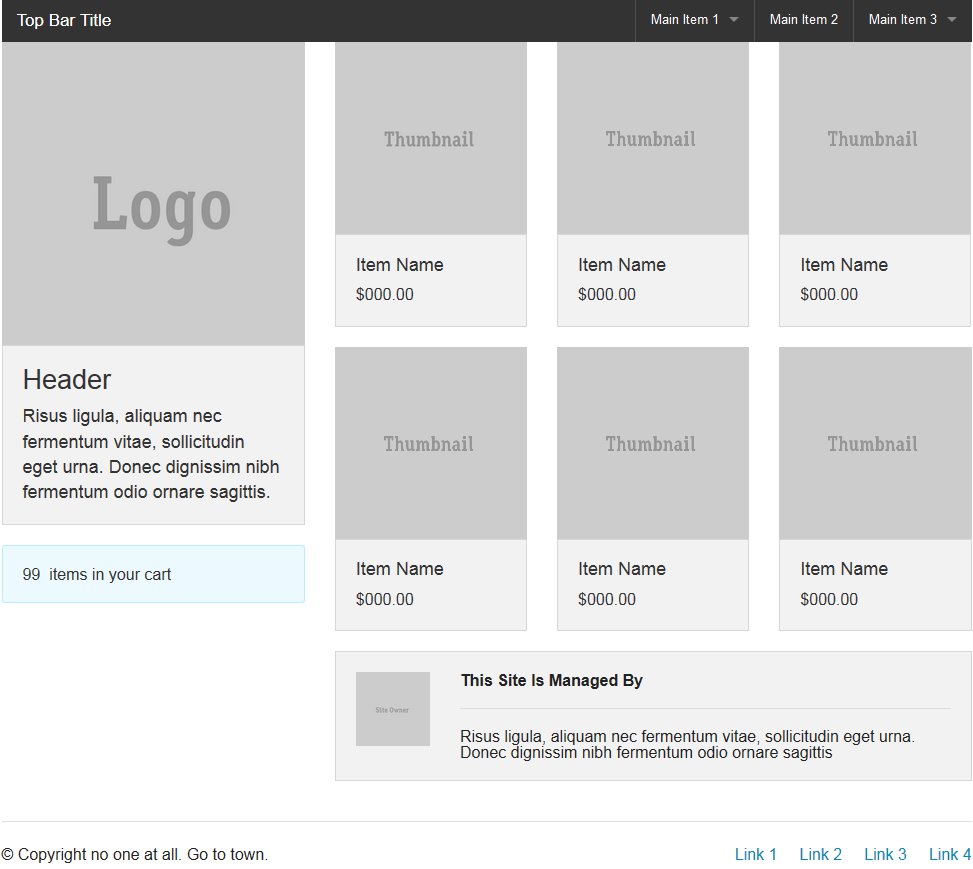 Top Bar Title
Main Item 1
Main Item 2
Main Item 3
Logo
Header
Risus ligula, aliquam nec
fermentum vitae, sollicitudin
eget urna. Donec dignissim nibh
fermentum odio ornare sagittis.
99 items in your cart
Thumbnail
Thumbnail
Thumbnail
Item Name
Item Name
Item Name
$000.00
$000.00
$000.00
Thumbnail
Thumbnail
Thumbnail
Item Name
Item Name
Item Name
$000.00
$000.00
$000.00
Site Owner
This Site Is Managed By
Risus ligula, aliquam nec fermentum vitae, sollicitudin eget urna.
Donec dignissim nibh fermentum odio ornare sagittis
© Copyright no one at all. Go to town.
Link 1
Link 2
Link 3
Link 4